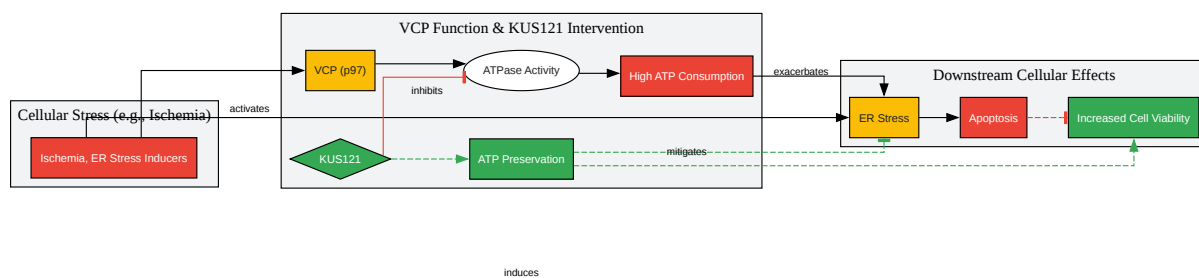 VCP Function & KUS121 Intervention
VCP (p97)
ATPase Activity
High ATP Consumption
exacerbates
Downstream Cellular Effects
inhibits
Cellular Stress (e.g., Ischemia)
activates
ER Stress
Apoptosis
Increased Cell Viability
Ischemia, ER Stress Inducers
KUS121
ATP Preservation
mitigates
induces